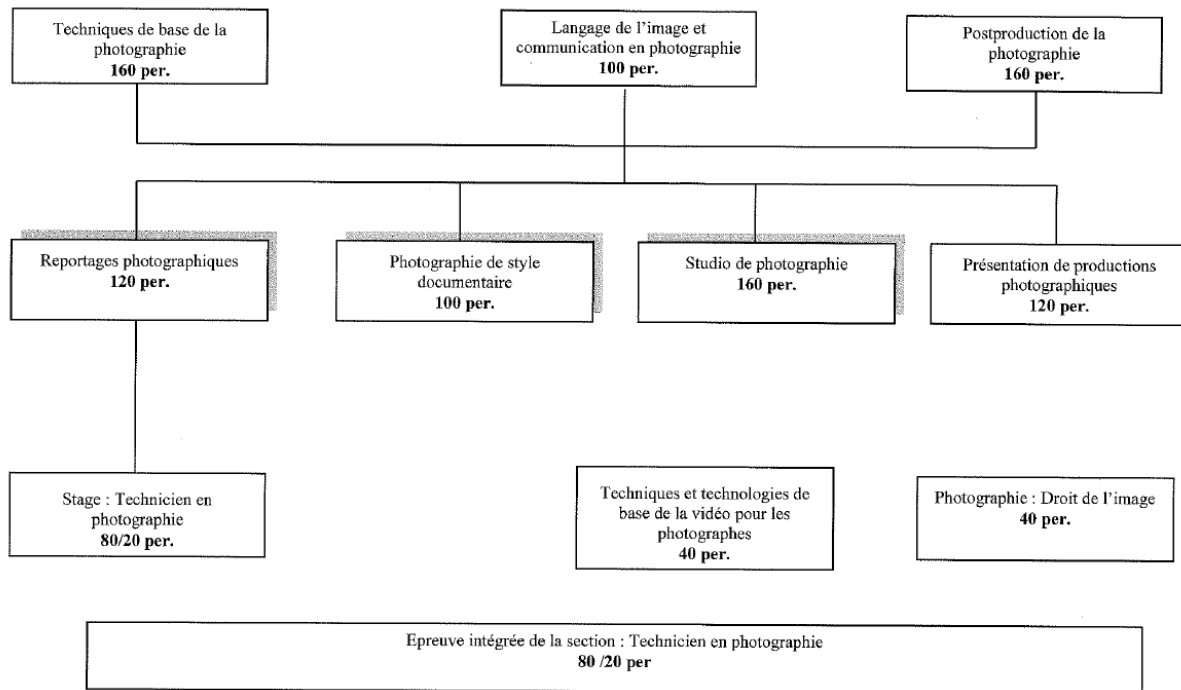 Techniques de base de la
photographie
160 per.
Langage de l'image et
communication en photographie
100 per.
Postproduction de la
photographie
160 per.
Reportages photographiques
120 per.
Photographie de style
documentaire
100 per.
Studio de photographie
160 per.
Présentation de productions
photographiques
120 per.
Stage : Technicien en
photographie
80/20 per.
Techniques et technologies de
base de la vidéo pour les
photographes
40 per.
Photographie : Droit de l'image
40 per.
Epreuve intégrée de la section : Technicien en photographie
80 /20 per